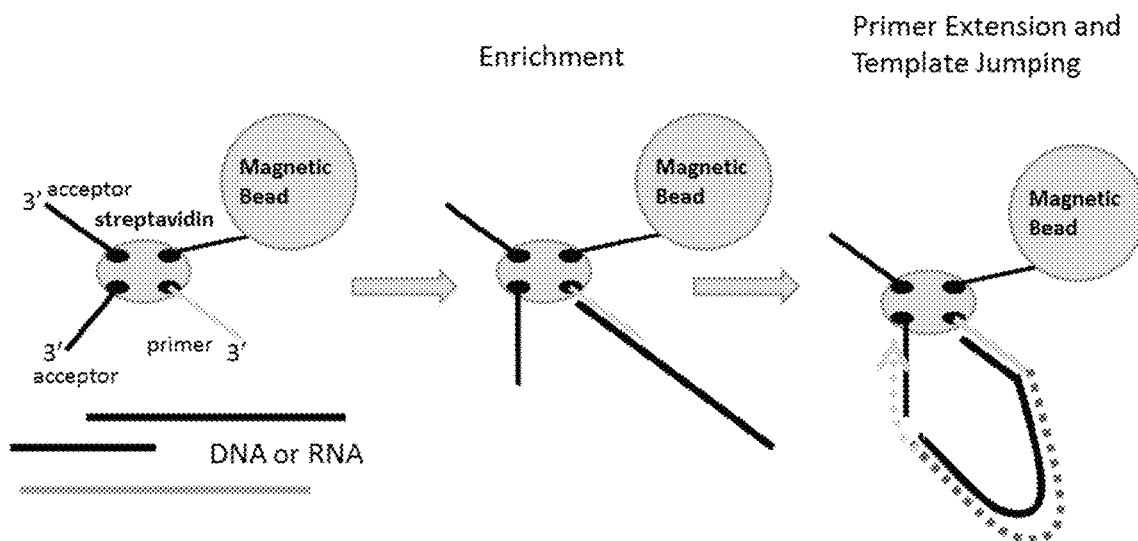 Enrichment
Primer Extension and
Template Jumping
Magnetic
Bead
3′ acceptor
streptavidin
primer 3′
3′
acceptor
DNA or RNA
Magnetic
Bead
Magnetic
Bead